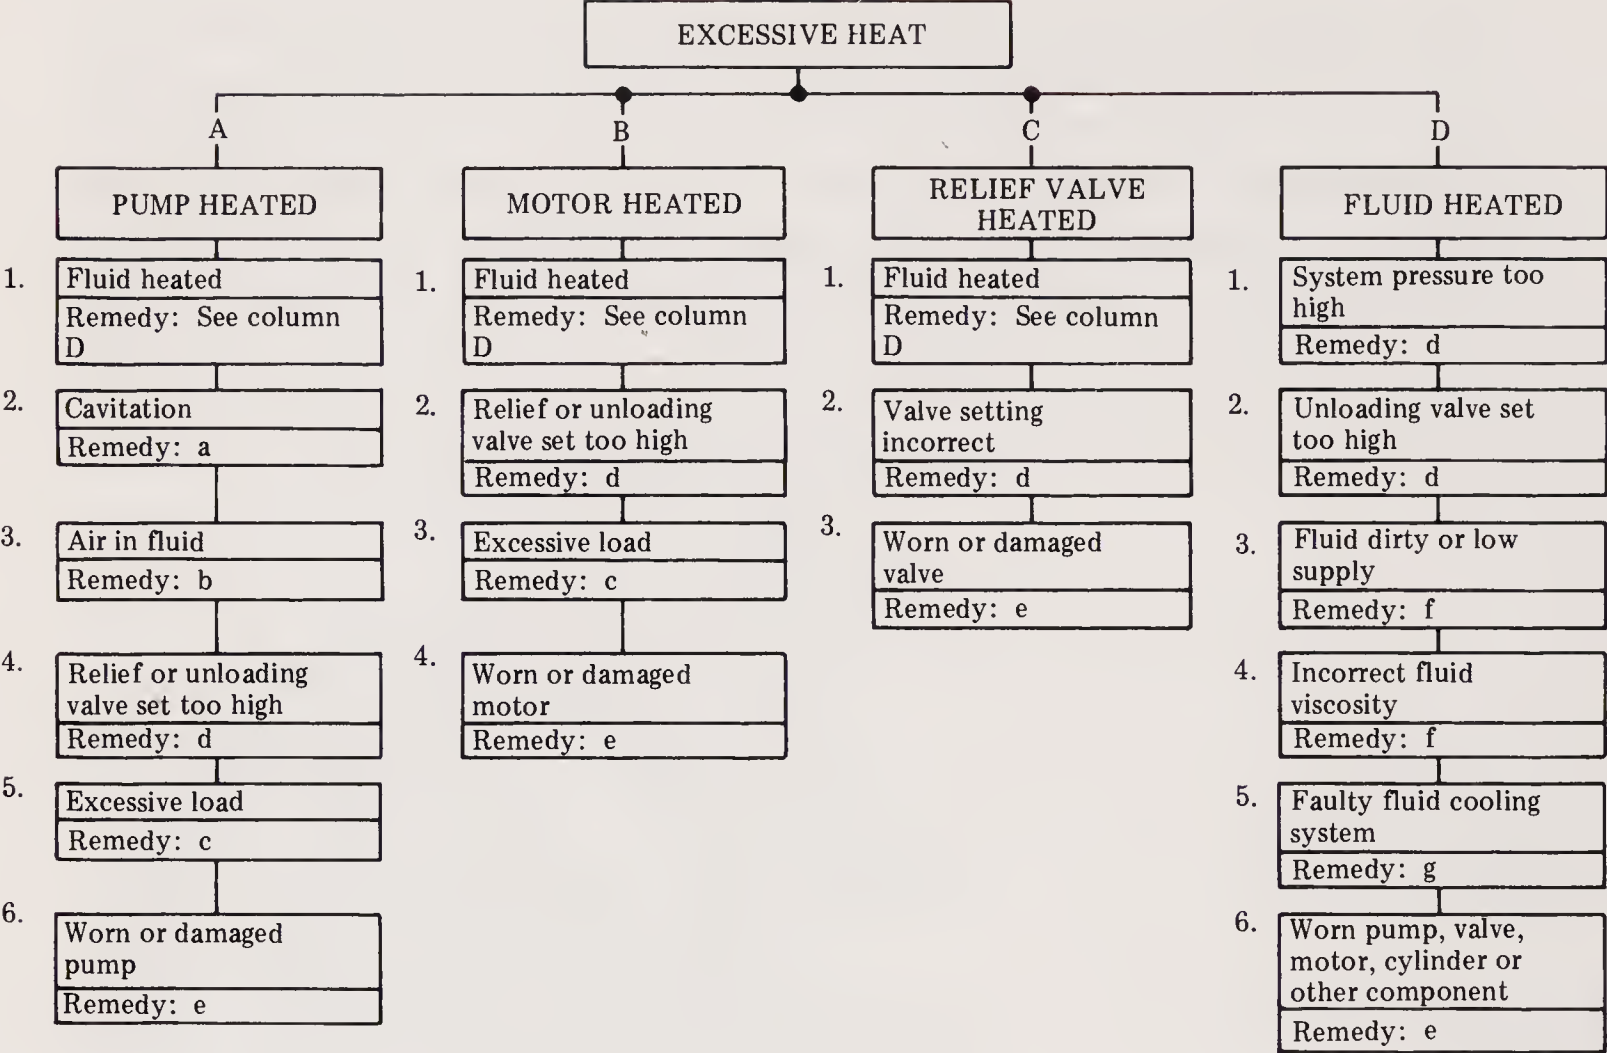 EXCESSIVE HEAT
A
B
C
D
PUMP HEATED
MOTOR HEATED
RELIEF VALVE
HEATED
FLUID HEATED
1.
Fluid heated
Remedy: See column
D
2.
Cavitation
Remedy: a
3.
Air in fluid
Remedy: b
4.
Relief or unloading
valve set too high
Remedy: d
5.
Excessive load
Remedy: c
6.
Worn or damaged
pump
Remedy: e
1.
Fluid heated
Remedy: See column
D
2.
Relief or unloading
valve set too high
Remedy: d
3.
Excessive load
Remedy: c
4.
Worn or damaged
motor
Remedy: e
1.
Fluid heated
Remedy: See column
D
2.
Valve setting
incorrect
Remedy: d
3.
Worn or damaged
valve
Remedy: e
1.
System pressure too
high
Remedy: d
2.
Unloading valve set
too high
Remedy: d
3.
Fluid dirty or low
supply
Remedy: f
4.
Incorrect fluid
viscosity
Remedy: f
5.
Faulty fluid cooling
system
Remedy: g
6.
Worn pump, valve,
motor, cylinder or
other component
Remedy: e